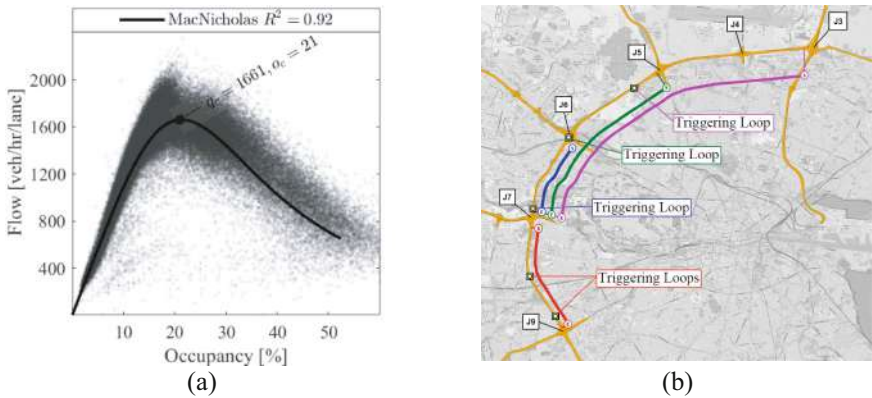 MacNicholas R² = 0.92
q_c = 1661, o_c = 21
Flow [veh/hr/lane]
2000
1600
1200
800
400
10
20
30
40
50
Occupancy [%]
(a)
J3
J4
J5
J6
Triggering Loop
Triggering Loop
J7
Triggering Loop
Triggering Loops
J9
(b)